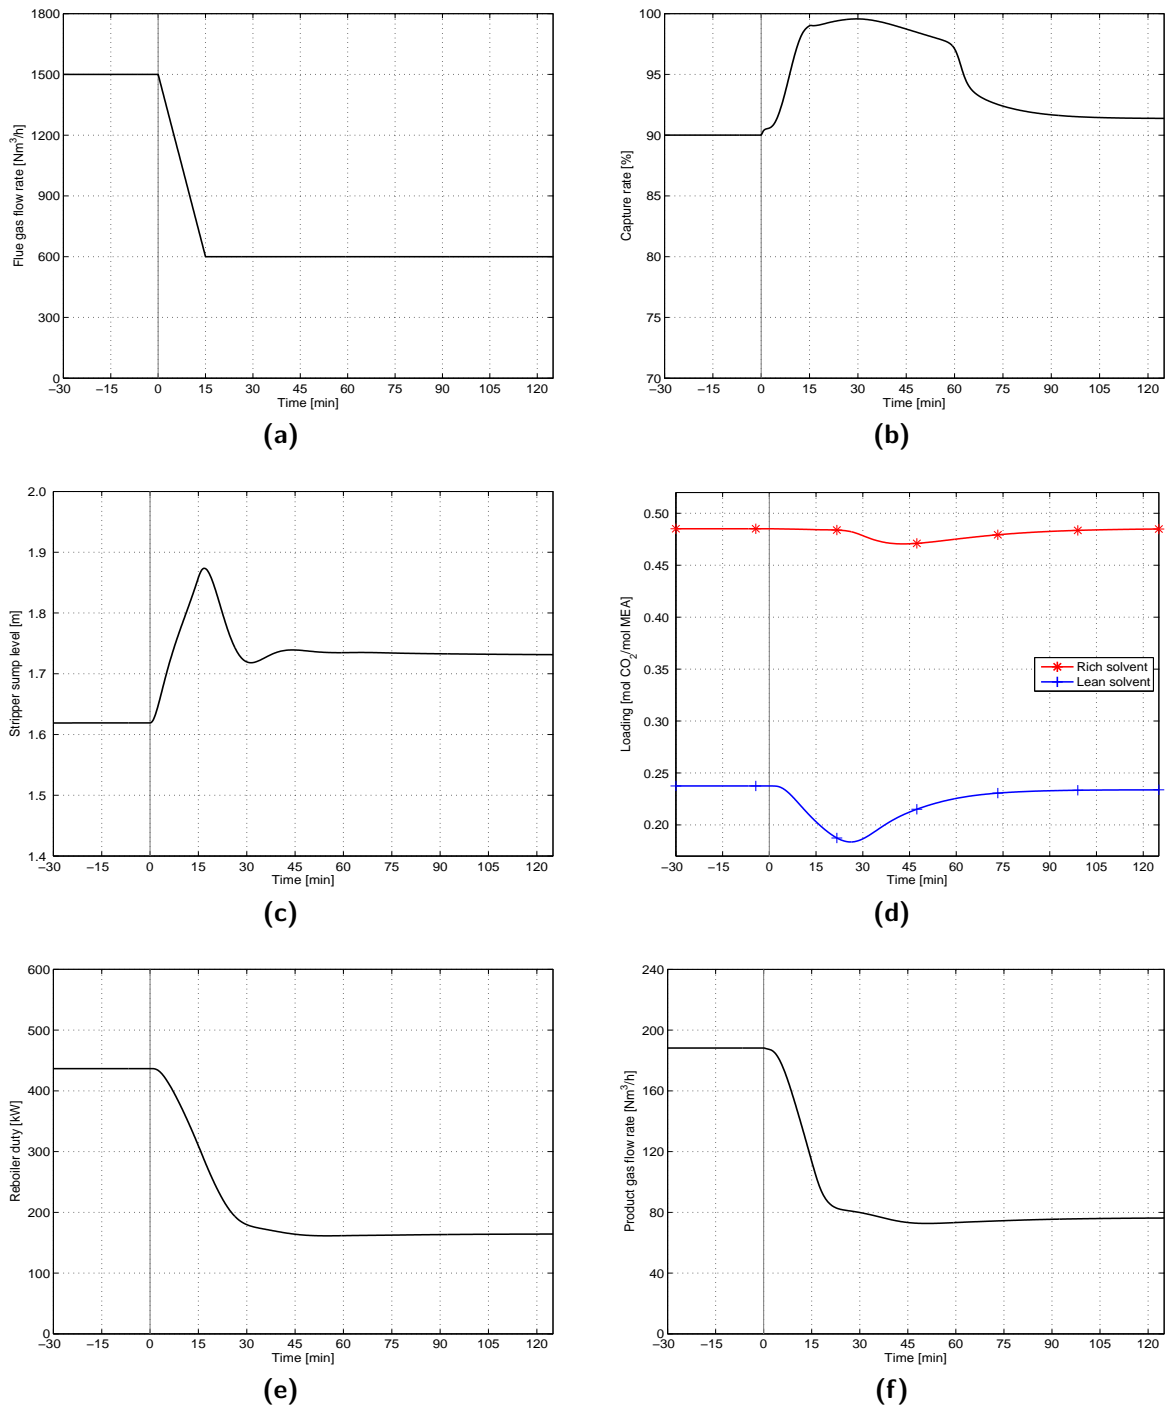 1800
1500
1200
900
600
300
0
−30 −15 0 15 30 45 60 75 90 105 120
Time [min]
Flue gas flow rate [Nm³/h]
(a)
100
95
90
85
80
75
70
−30 −15 0 15 30 45 60 75 90 105 120
Time [min]
Capture rate [%]
(b)
2.0
1.9
1.8
1.7
1.6
1.5
1.4
−30 −15 0 15 30 45 60 75 90 105 120
Time [min]
Stripper sump level [m]
(c)
0.50
0.45
0.40
0.35
0.30
0.25
0.20
−30 −15 0 15 30 45 60 75 90 105 120
Time [min]
Loading [mol CO₂/mol MEA]
Rich solvent
Lean solvent
(d)
600
500
400
300
200
100
0
−30 −15 0 15 30 45 60 75 90 105 120
Time [min]
Reboiler duty [kW]
(e)
240
200
160
120
80
40
0
−30 −15 0 15 30 45 60 75 90 105 120
Time [min]
Product gas flow rate [Nm³/h]
(f)